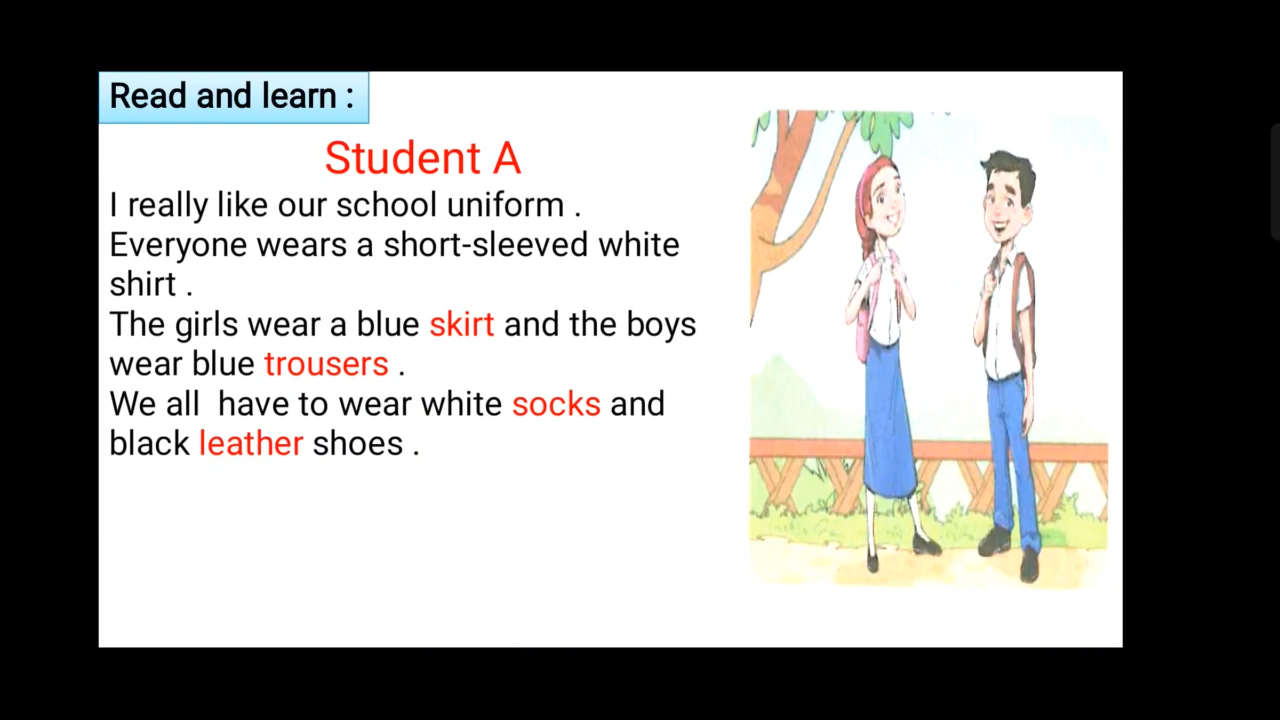 Read and learn :
Student A
I really like our school uniform .
Everyone wears a short-sleeved white
shirt .
The girls wear a blue skirt and the boys
wear blue trousers .
We all  have to wear white socks and
black leather shoes .